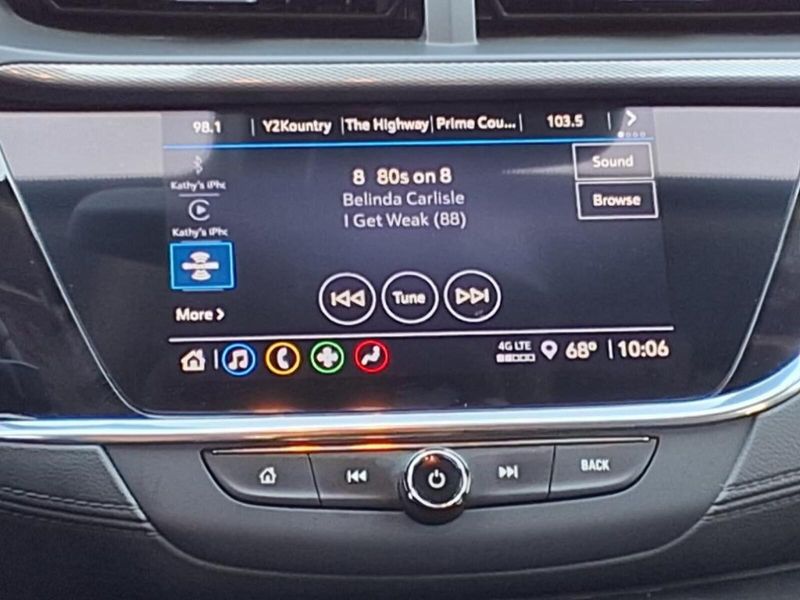 98.1 | Y2Kountry | The Highway | Prime Cou... | 103.5 | >
Kathy's iPhc
Kathy's iPhc
More >
8 80s on 8
Belinda Carlisle
I Get Weak (88)
Sound
Browse
Tune
4G LTE
68° | 10:06
BACK